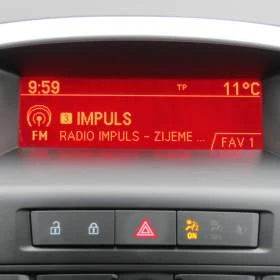 9:59 TP 11°C
3 IMPULS
FM RADIO IMPULS - ZIJEME ...
FAV 1
ON